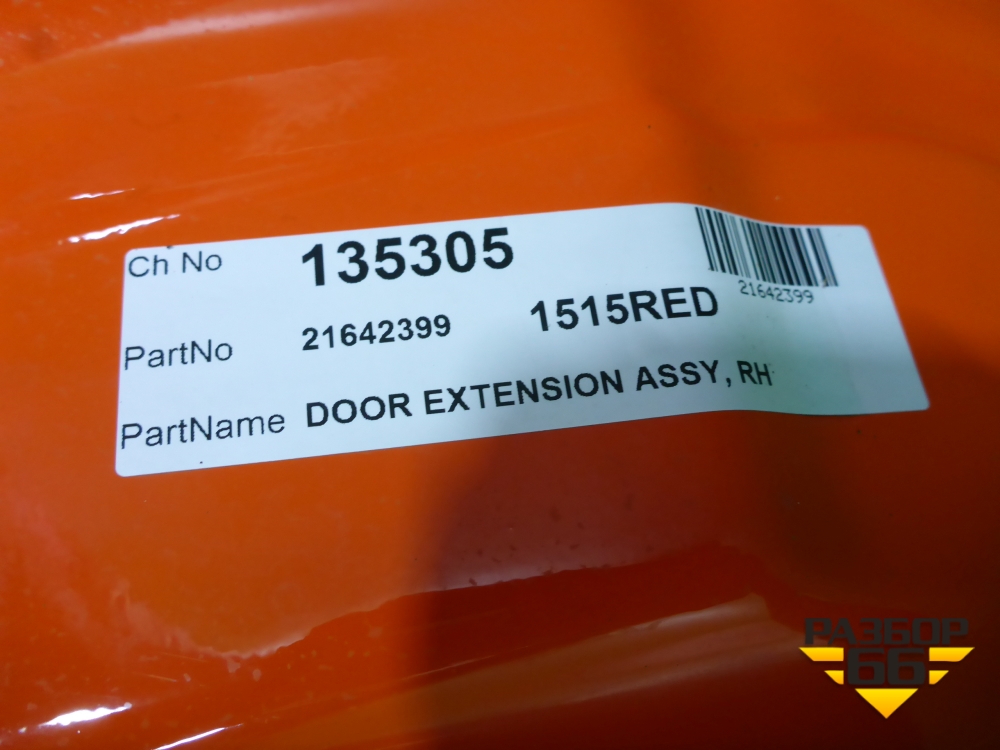 Ch No 135305
21642399
PartNo 21642399 1515RED
PartName DOOR EXTENSION ASSY, RH
РАЗБОР
66